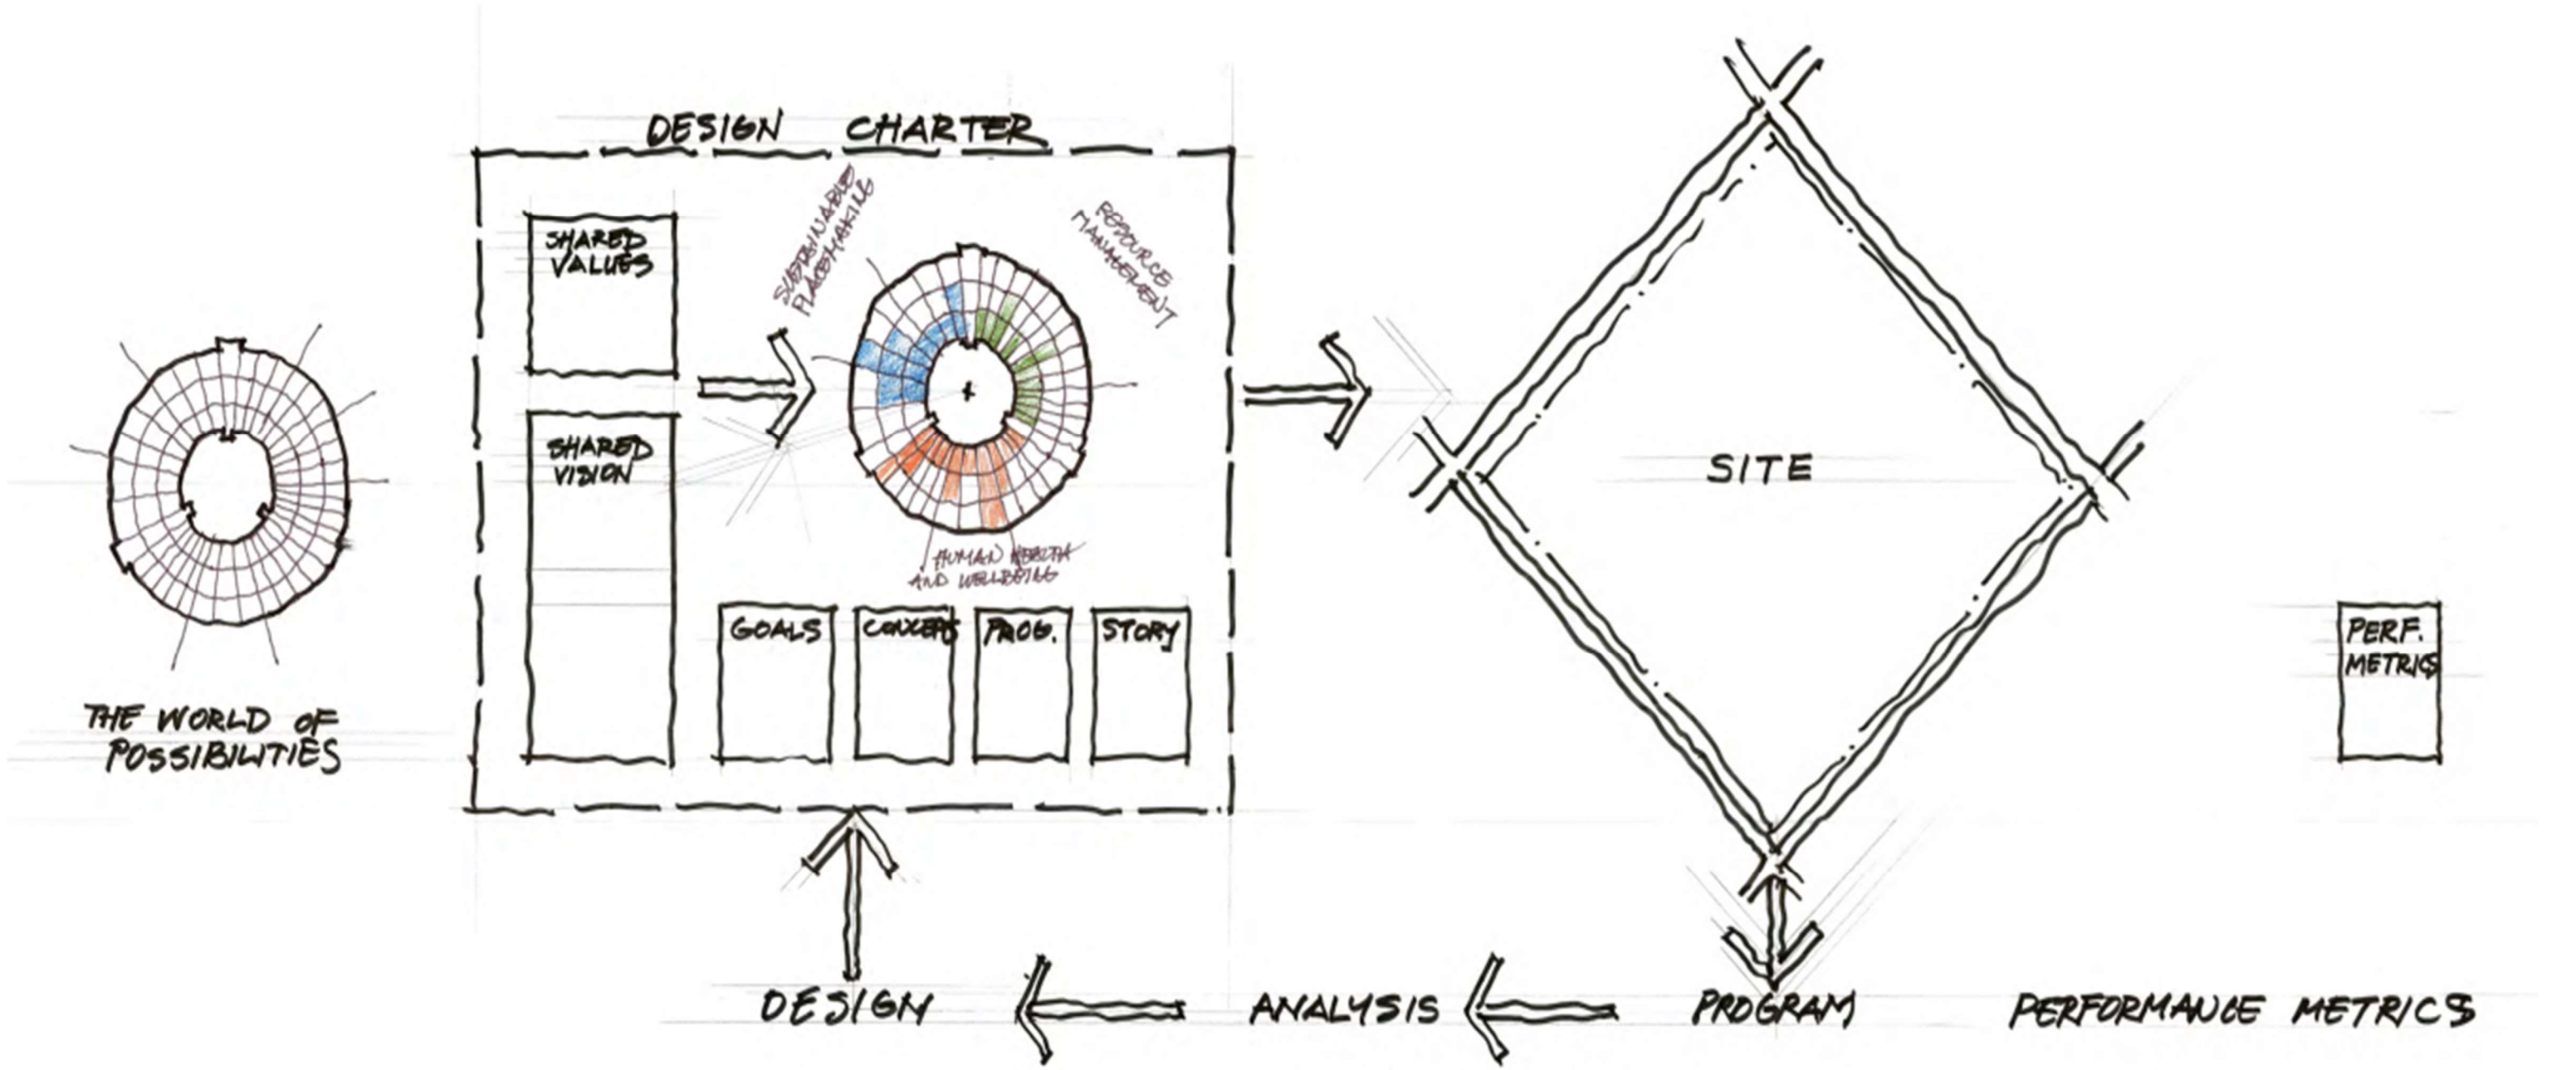 DESIGN CHARTER
SHARED
VALUES
SHARED
VISION
SUSTAINABLE
PLACEMAKING
RESOURCE
MANAGEMENT
HUMAN HEALTH
AND WELLBEING
GOALS
CONCEPTS
PROG.
STORY
THE WORLD OF
POSSIBILITIES
SITE
PERF.
METRICS
DESIGN
ANALYSIS
PROGRAM
PERFORMANCE METRICS